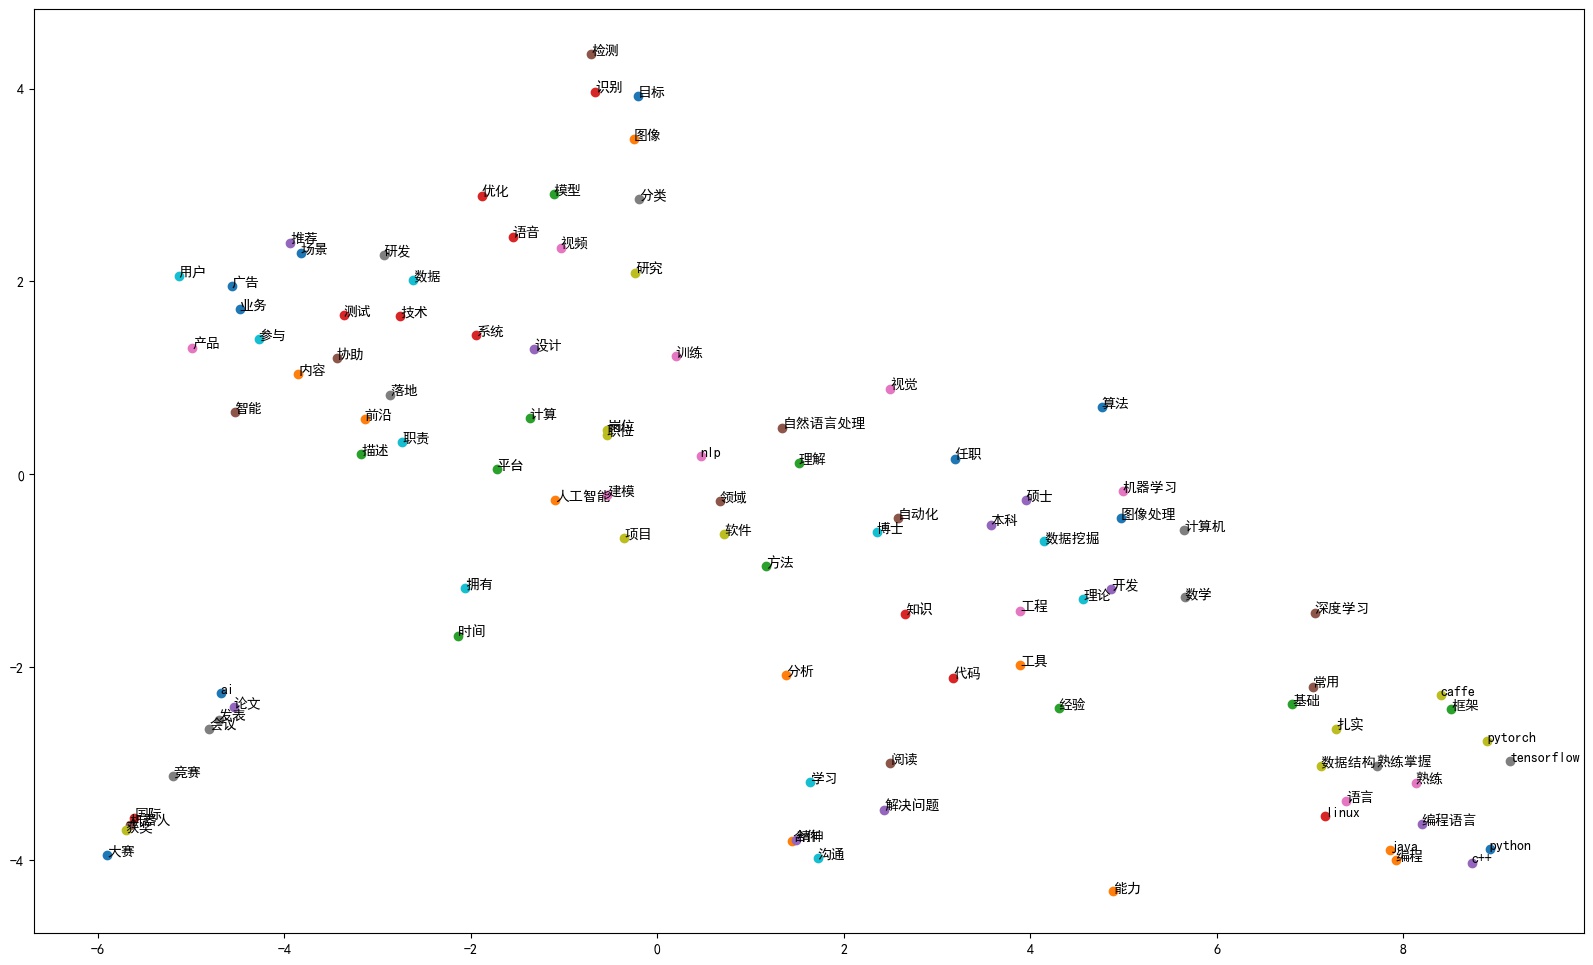 检测
识别
目标
4
图像
优化
模型
分类
语音
推荐
视频
场景
研发
研究
用户
数据
广告
2
业务
测试
技术
参与
系统
产品
设计
协助
训练
内容
视觉
落地
智能
算法
前沿
计算
自然语言处理
岗位
职位
职责
描述
nlp
任职
理解
平台
0
机器学习
人工智能
建模
领域
硕士
自动化
图像处理
本科
项目
软件
博士
计算机
数据挖掘
方法
拥有
开发
理论
数学
知识
工程
深度学习
时间
-2
分析
代码
工具
ai
常用
caffe
论文
基础
框架
发表
经验
会议
扎实
pytorch
阅读
数据结构
熟练掌握
tensorflow
竞赛
学习
熟练
语言
解决问题
国际
机器人
linux
获奖
编程语言
精神
-4
大赛
沟通
java
编程
python
c++
能力
-6
-4
-2
0
2
4
6
8